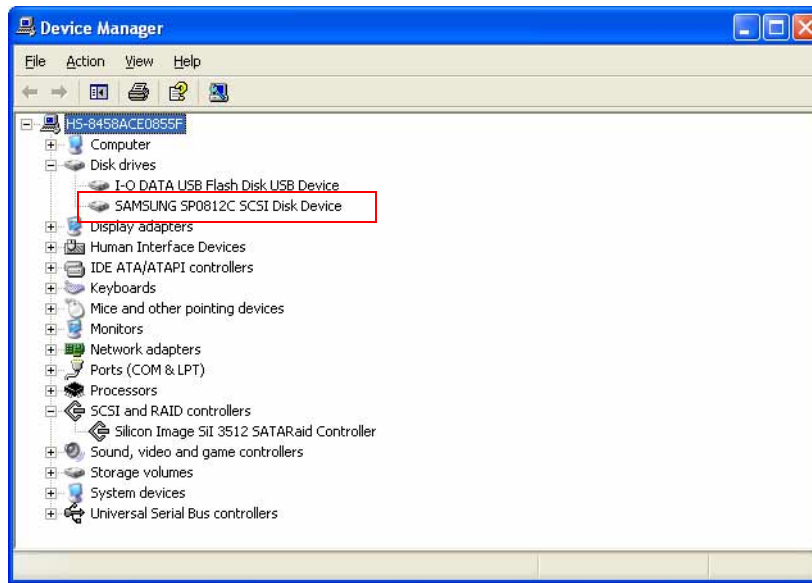 Device Manager
File Action View Help
HS-8458ACE0855F
Computer
Disk drives
I-O DATA USB Flash Disk USB Device
SAMSUNG SP0812C SCSI Disk Device
Display adapters
Human Interface Devices
IDE ATA/ATAPI controllers
Keyboards
Mice and other pointing devices
Monitors
Network adapters
Ports (COM & LPT)
Processors
SCSI and RAID controllers
Silicon Image SiI 3512 SATARaid Controller
Sound, video and game controllers
Storage volumes
System devices
Universal Serial Bus controllers